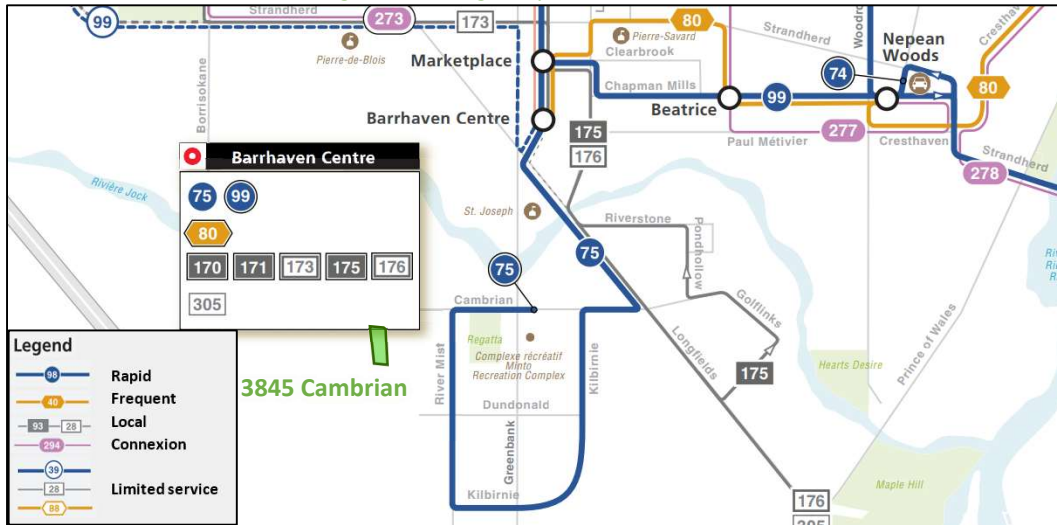 Strandherd
273
173
99
Pierre-de-Blois
Borrisokane
Marketplace
Barrhaven Centre
80
Pierre-Savard
Clearbrook
Strandherd
Chapman Mills
Beatrice
99
Nepean
Woods
74
80
Cresthaven
Paul Métivier
277
Cresthaven
Strandherd
278
175
176
Barrhaven Centre
75
99
80
170
171
173
175
176
305
Rivière Jock
St. Joseph
75
75
Riverstone
Pondhollow
Golflinks
Cambrian
Regatta
Complexe récréatif
Minto
Recreation Complex
River Mist
Kilbirnie
Dundonald
Greenbank
Kilbirnie
Longfields
175
Hearts Desire
Prince of Wales
Maple Hill
176
305
3845 Cambrian
Legend
98
Rapid
40
Frequent
93
28
Local
294
Connexion
39
28
Limited service
88